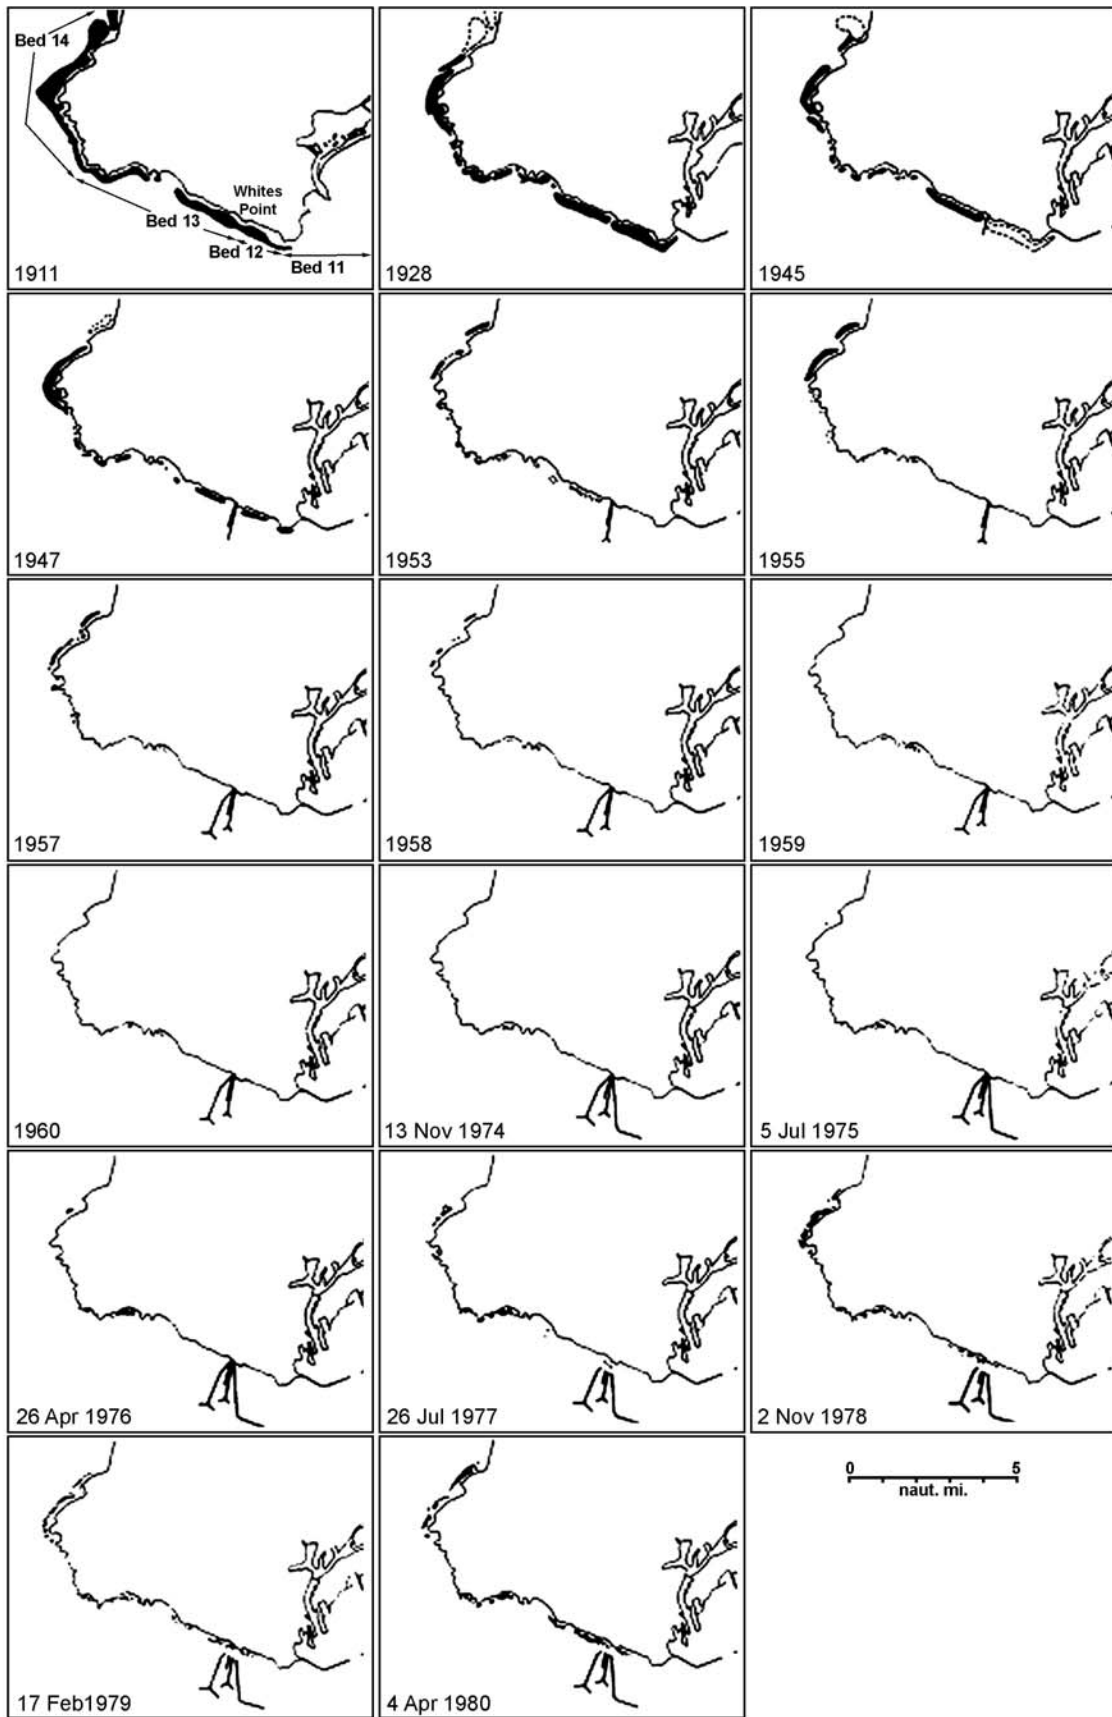 Bed 14
Whites
Point
Bed 13
Bed 12
Bed 11
1911
1928
1945
1947
1953
1955
1957
1958
1959
1960
13 Nov 1974
5 Jul 1975
26 Apr 1976
26 Jul 1977
2 Nov 1978
0 5
naut. mi.
17 Feb1979
4 Apr 1980